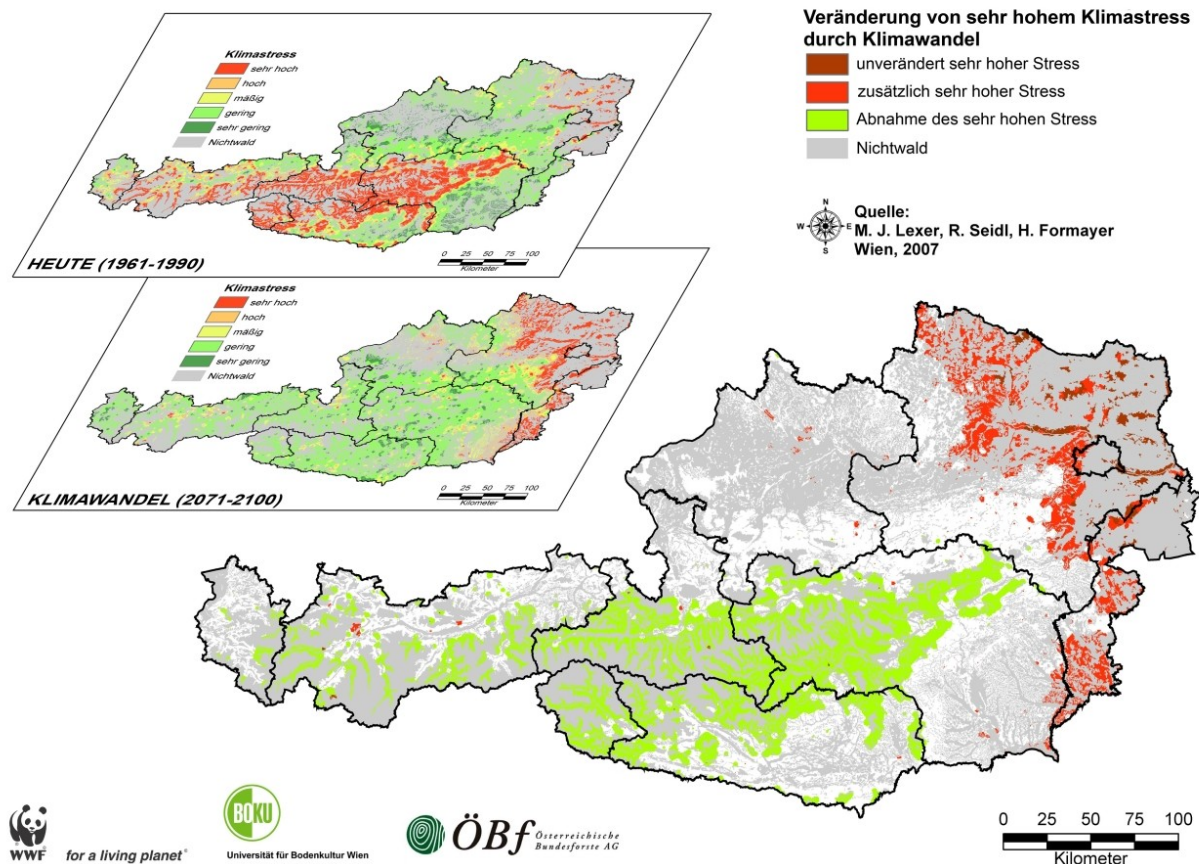 Klimastress
sehr hoch
hoch
mäßig
gering
sehr gering
Nichtwald
0 25 50 75 100
Kilometer
HEUTE (1961-1990)
Klimastress
sehr hoch
hoch
mäßig
gering
sehr gering
Nichtwald
0 25 50 75 100
Kilometer
KLIMAWANDEL (2071-2100)
Veränderung von sehr hohem Klimastress
durch Klimawandel
unverändert sehr hoher Stress
zusätzlich sehr hoher Stress
Abnahme des sehr hohen Stress
Nichtwald
N
W E
S
Quelle:
M. J. Lexer, R. Seidl, H. Formayer
Wien, 2007
WWF
for a living planet®
BOKU
Universität für Bodenkultur Wien
ÖBf Österreichische
Bundesforste AG
0 25 50 75 100
Kilometer